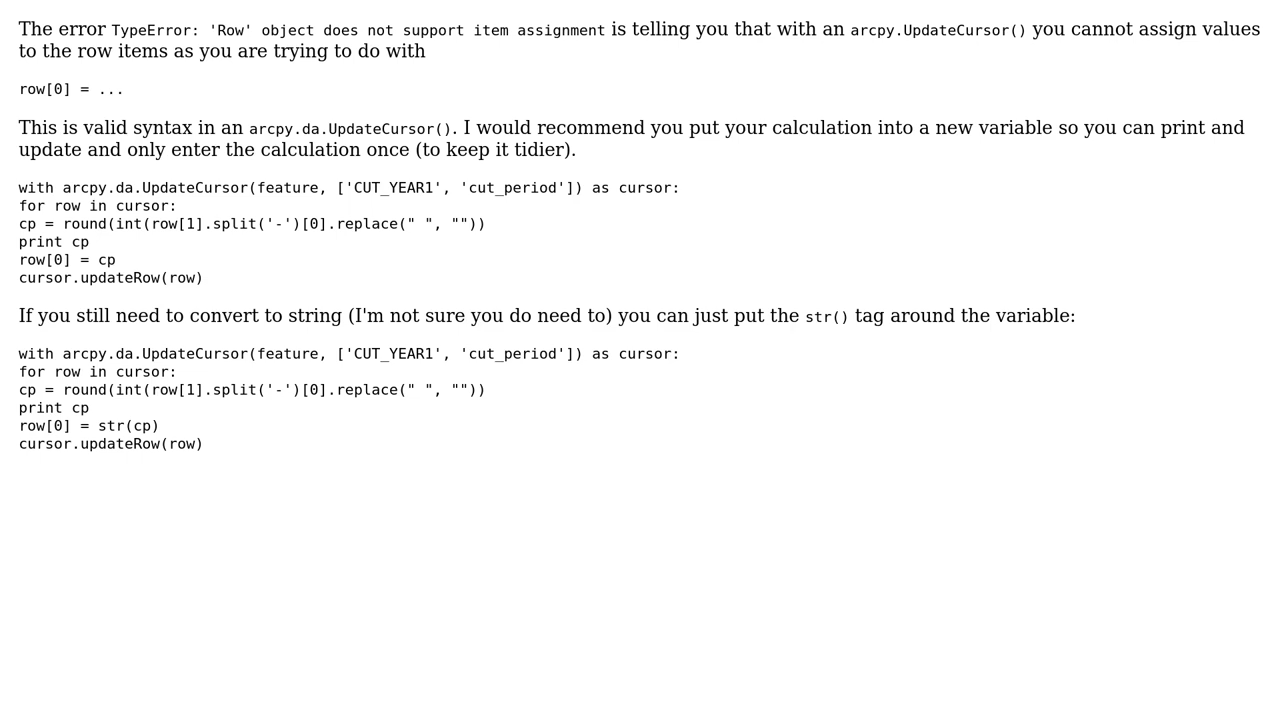 The error TypeError: 'Row' object does not support item assignment is telling you that with an arcpy.UpdateCursor() you cannot assign values
to the row items as you are trying to do with
row[0] = ...
This is valid syntax in an arcpy.da.UpdateCursor(). I would recommend you put your calculation into a new variable so you can print and
update and only enter the calculation once (to keep it tidier).
with arcpy.da.UpdateCursor(feature, ['CUT_YEAR1', 'cut_period']) as cursor:
for row in cursor:
cp = round(int(row[1].split('-')[0].replace(" ", ""))
print cp
row[0] = cp
cursor.updateRow(row)
If you still need to convert to string (I'm not sure you do need to) you can just put the str() tag around the variable:
with arcpy.da.UpdateCursor(feature, ['CUT_YEAR1', 'cut_period']) as cursor:
for row in cursor:
cp = round(int(row[1].split('-')[0].replace(" ", ""))
print cp
row[0] = str(cp)
cursor.updateRow(row)